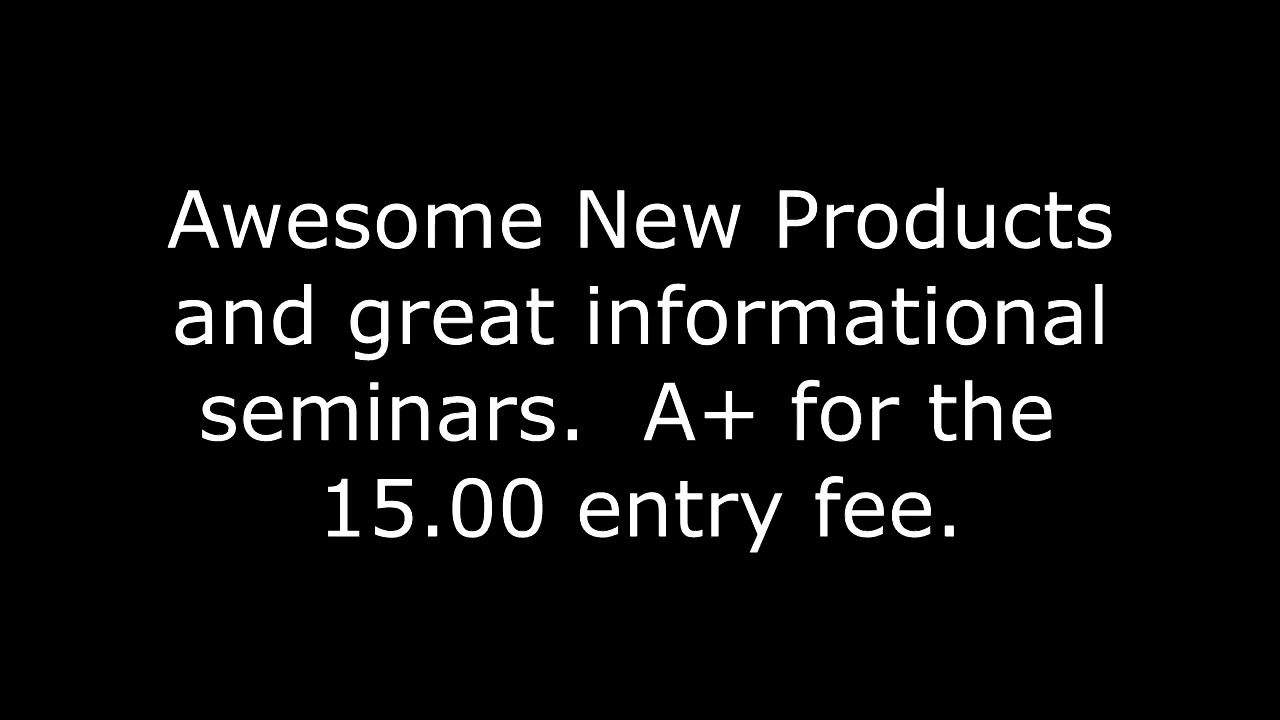 Awesome New Products
and great informational
seminars.  A+ for the
15.00 entry fee.